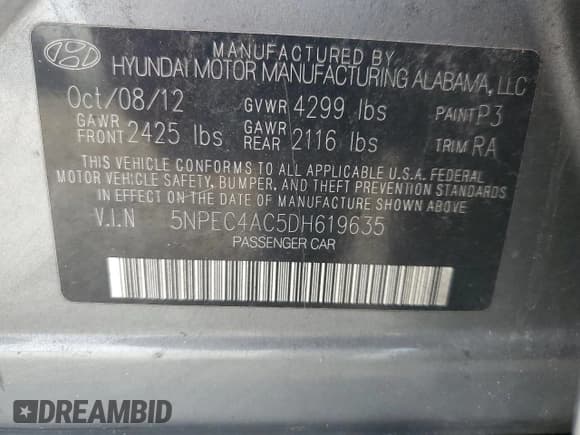 MANUFACTURED BY
HYUNDAI MOTOR MANUFACTURING ALABAMA, LLC
Oct/08/12 GVWR 4299 lbs PAINT P3
GAWR FRONT 2425 lbs GAWR REAR 2116 lbs TRIM RA
THIS VEHICLE CONFORMS TO ALL APPLICABLE U.S.A. FEDERAL
MOTOR VEHICLE SAFETY, BUMPER, AND THEFT PREVENTION STANDARDS
IN EFFECT ON THE DATE OF MANUFACTURE SHOWN ABOVE.
V.I.N 5NPEC4AC5DH619635
PASSENGER CAR
DREAMBID